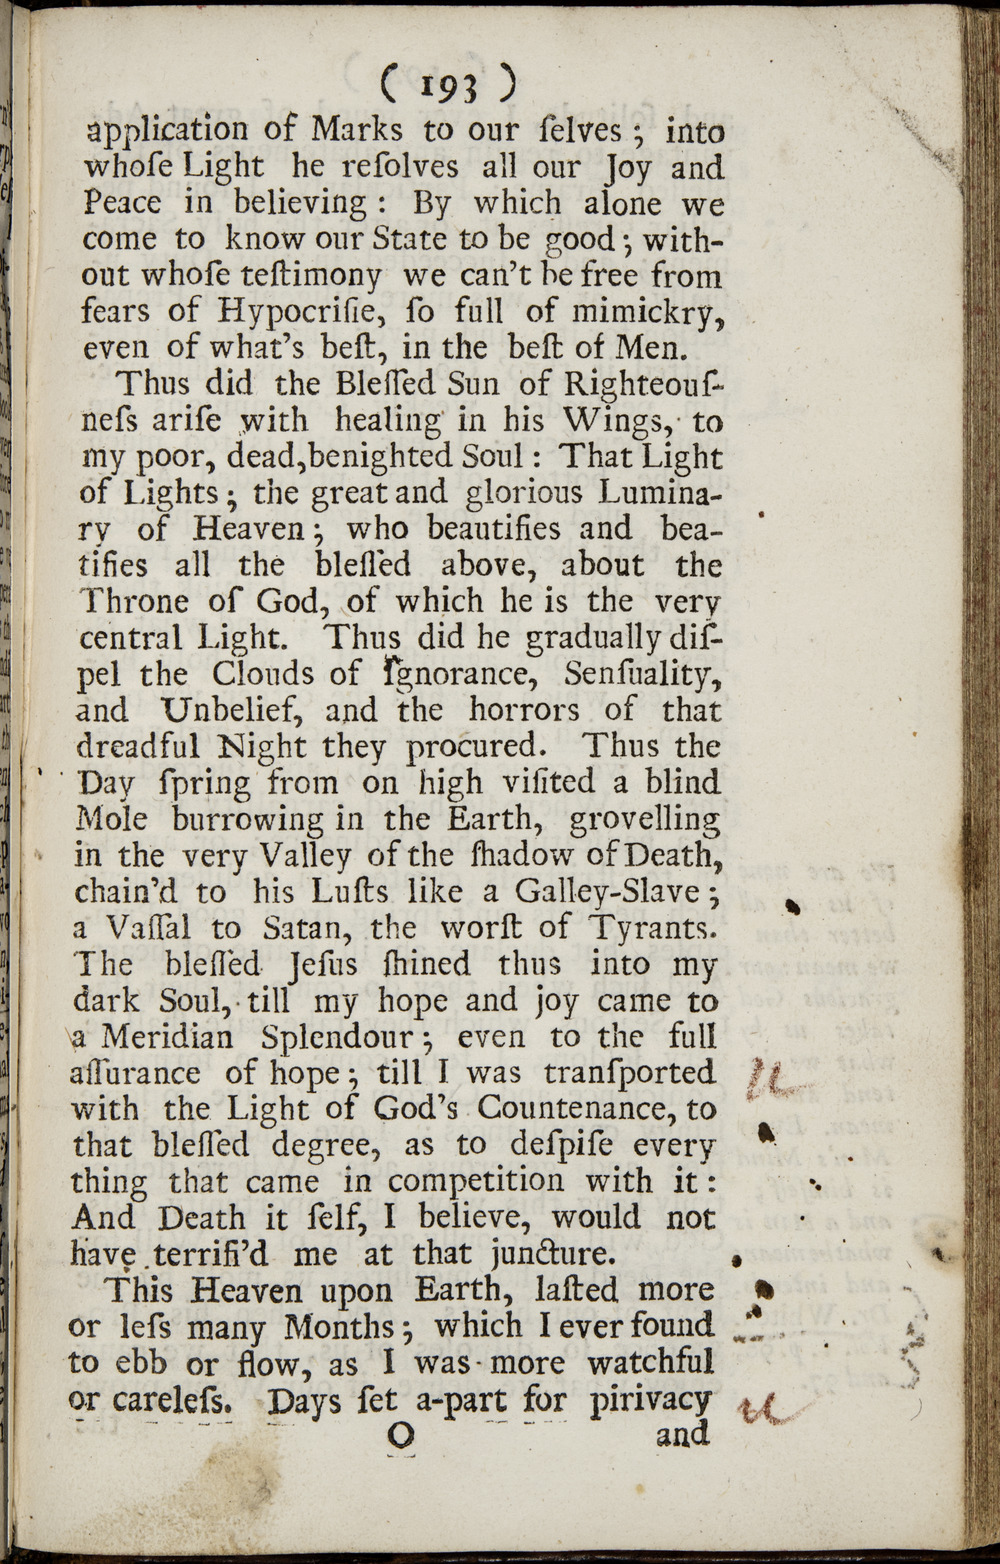 ( 193 )
application of Marks to our ſelves ; into
whoſe Light he reſolves all our Joy and
Peace in believing : By which alone we
come to know our State to be good ; with-
out whoſe teſtimony we can't be free from
fears of Hypocriſie, ſo full of mimickry,
even of what's beſt, in the beſt of Men.
Thus did the Bleſſed Sun of Righteouſ-
neſs ariſe with healing in his Wings, to
my poor, dead,benighted Soul : That Light
of Lights ; the great and glorious Lumina-
ry of Heaven ; who beautifies and bea-
tifies all the bleſſed above, about the
Throne of God, of which he is the very
central Light. Thus did he gradually diſ-
pel the Clouds of Ignorance, Senſuality,
and Unbelief, and the horrors of that
dreadful Night they procured. Thus the
Day ſpring from on high viſited a blind
Mole burrowing in the Earth, grovelling
in the very Valley of the ſhadow of Death,
chain'd to his Luſts like a Galley-Slave ;
a Vaſſal to Satan, the worſt of Tyrants.
The bleſſed Jeſus ſhined thus into my
dark Soul, till my hope and joy came to
a Meridian Splendour ; even to the full
aſſurance of hope ; till I was tranſported
with the Light of God's Countenance, to
that bleſſed degree, as to deſpiſe every
thing that came in competition with it :
And Death it ſelf, I believe, would not
have terrifi'd me at that juncture.
This Heaven upon Earth, laſted more
or leſs many Months ; which I ever found
to ebb or flow, as I was more watchful
or careleſs. Days ſet a-part for pirivacy
O and